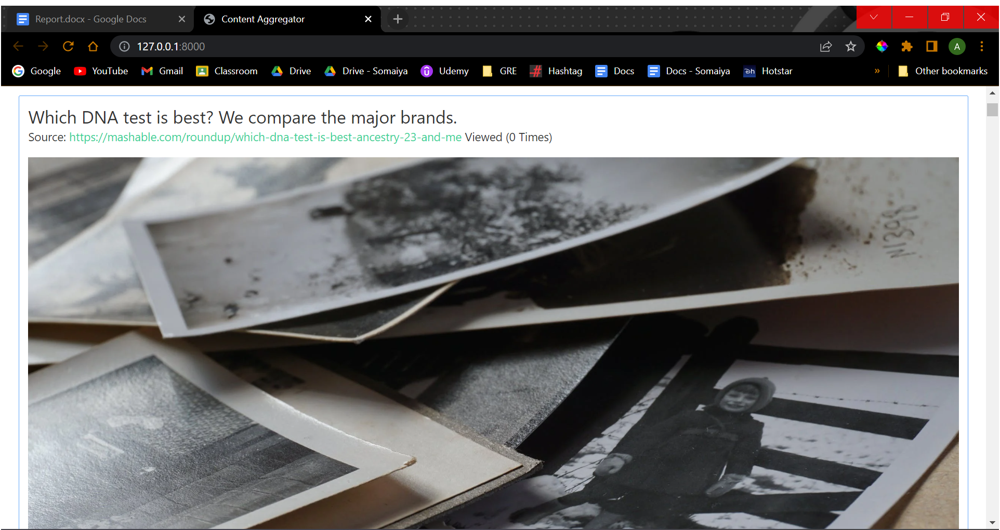 Report.docx - Google Docs
Content Aggregator
127.0.0.1:8000
A
Google
YouTube
Gmail
Classroom
Drive
Drive - Somaiya
Udemy
GRE
Hashtag
Docs
Docs - Somaiya
Hotstar
»
Other bookmarks
Which DNA test is best? We compare the major brands.
Source: https://mashable.com/roundup/which-dna-test-is-best-ancestry-23-and-me Viewed (0 Times)